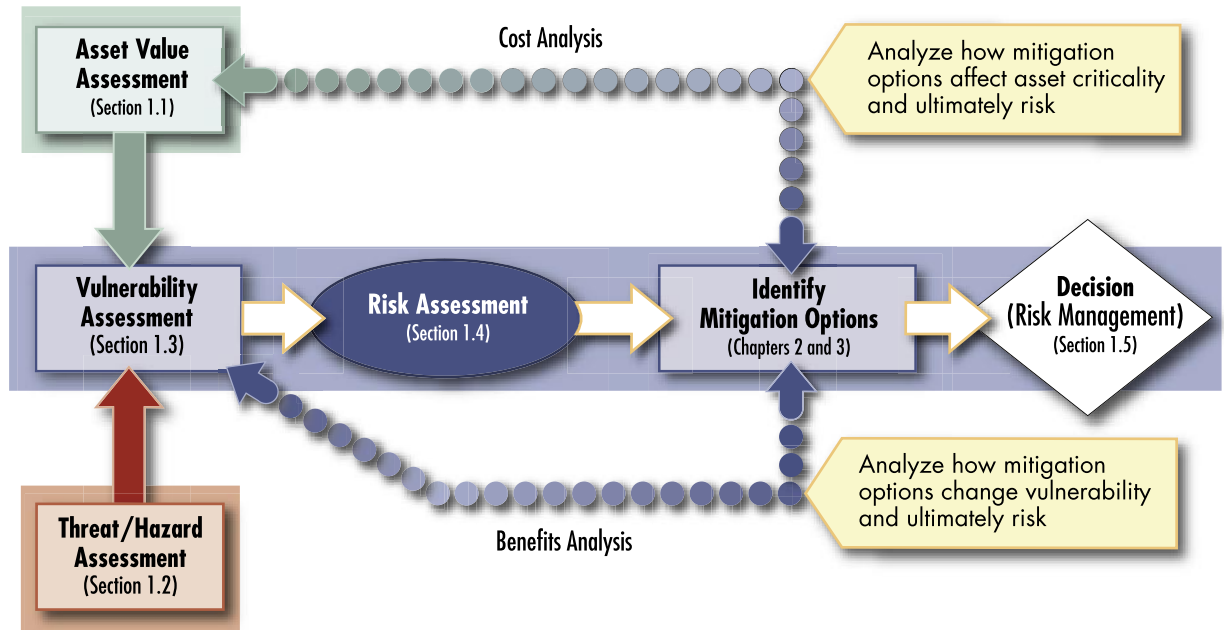 Asset Value
Assessment
(Section 1.1)
Cost Analysis
Analyze how mitigation
options affect asset criticality
and ultimately risk
Vulnerability
Assessment
(Section 1.3)
Risk Assessment
(Section 1.4)
Identify
Mitigation Options
(Chapters 2 and 3)
Decision
(Risk Management)
(Section 1.5)
Threat/Hazard
Assessment
(Section 1.2)
Benefits Analysis
Analyze how mitigation
options change vulnerability
and ultimately risk